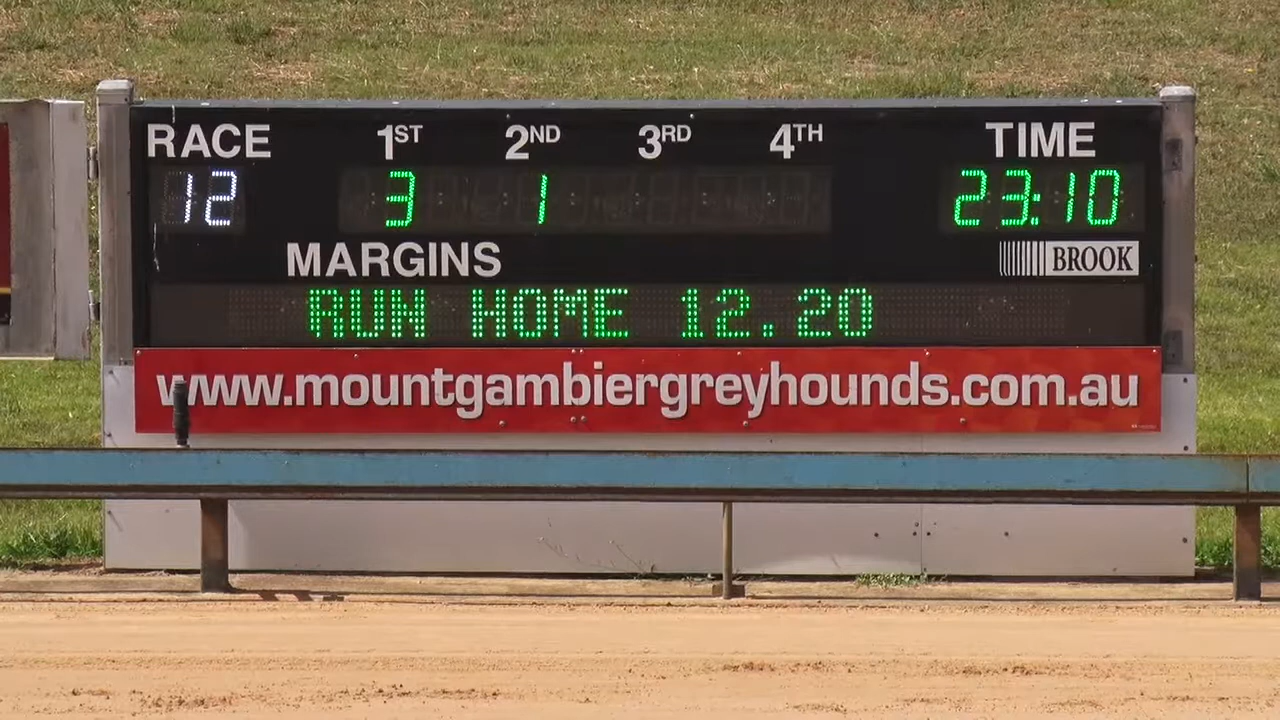 RACE 1ST 2ND 3RD 4TH TIME
12 3 1 23:10
MARGINS BROOK
RUN HOME 12.20
www.mountgambiergreyhounds.com.au